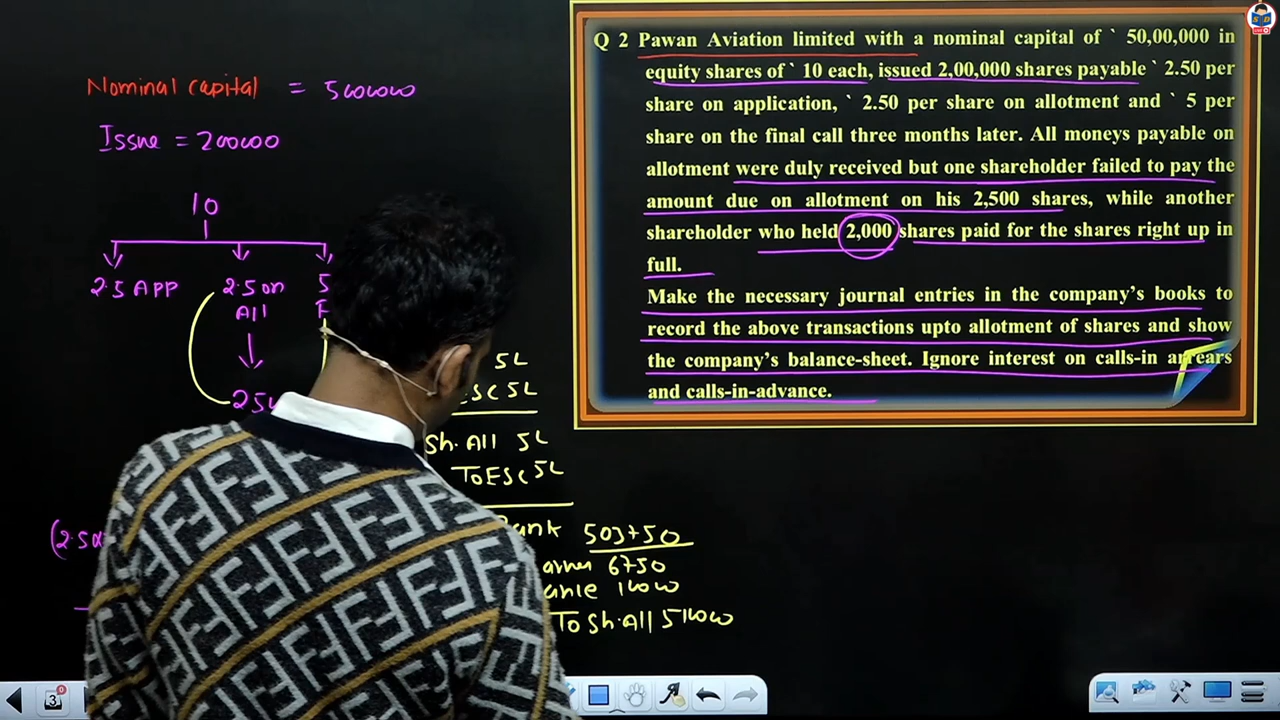 Q 2 Pawan Aviation limited with a nominal capital of ` 50,00,000 in
equity shares of ` 10 each, issued 2,00,000 shares payable ` 2.50 per
share on application, ` 2.50 per share on allotment and ` 5 per
share on the final call three months later. All moneys payable on
allotment were duly received but one shareholder failed to pay the
amount due on allotment on his 2,500 shares, while another
shareholder who held 2,000 shares paid for the shares right up in
full.
Make the necessary journal entries in the company's books to
record the above transactions upto allotment of shares and show
the company's balance-sheet. Ignore interest on calls-in arrears
and calls-in-advance.
Nominal capital = 5000000
Issue = 200000
10
2.5 APP
2.5 on
All
5
F
5L
ESC 5L
Sh. All 5L
To ESC 5L
Bank 503750
6750
To Sh. All
3